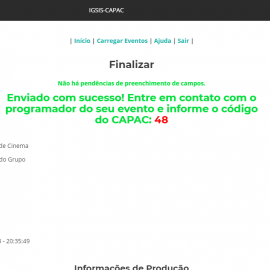 IGSIS-CAPAC
| Início | Carregar Eventos | Ajuda | Sair |
Finalizar
Não há pendências de preenchimento de campos.
Enviado com sucesso! Entre em contato com o
programador do seu evento e informe o código
do CAPAC: 48
de Cinema
do Grupo
- 20:35:49
Informações de Produção